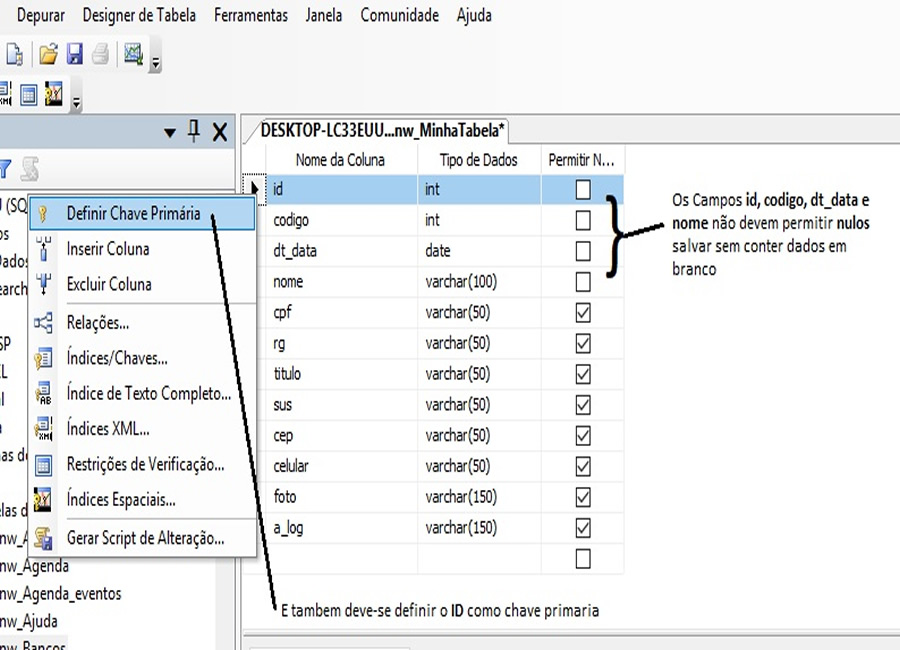 Depurar Designer de Tabela Ferramentas Janela Comunidade Ajuda
DESKTOP-LC33EUU...nw_MinhaTabela*
Nome da Coluna Tipo de Dados Permitir N...
id int
codigo int
dt_data date
nome varchar(100)
cpf varchar(50)
rg varchar(50)
titulo varchar(50)
sus varchar(50)
cep varchar(50)
celular varchar(50)
foto varchar(150)
a_log varchar(150)
Os Campos id, codigo, dt_data e
nome não devem permitir nulos
salvar sem conter dados em
branco
(SQ
os
Dados
earch
SP
L
l
a
as de
elas d
Definir Chave Primária
Inserir Coluna
Excluir Coluna
Relações...
Índices/Chaves...
Índice de Texto Completo...
Índices XML...
Restrições de Verificação...
Índices Espaciais...
Gerar Script de Alteração...
nw_A
nw_Agenda
nw_Agenda_eventos
nw_Ajuda
nw_Bancos
E tambem deve-se definir o ID como chave primaria